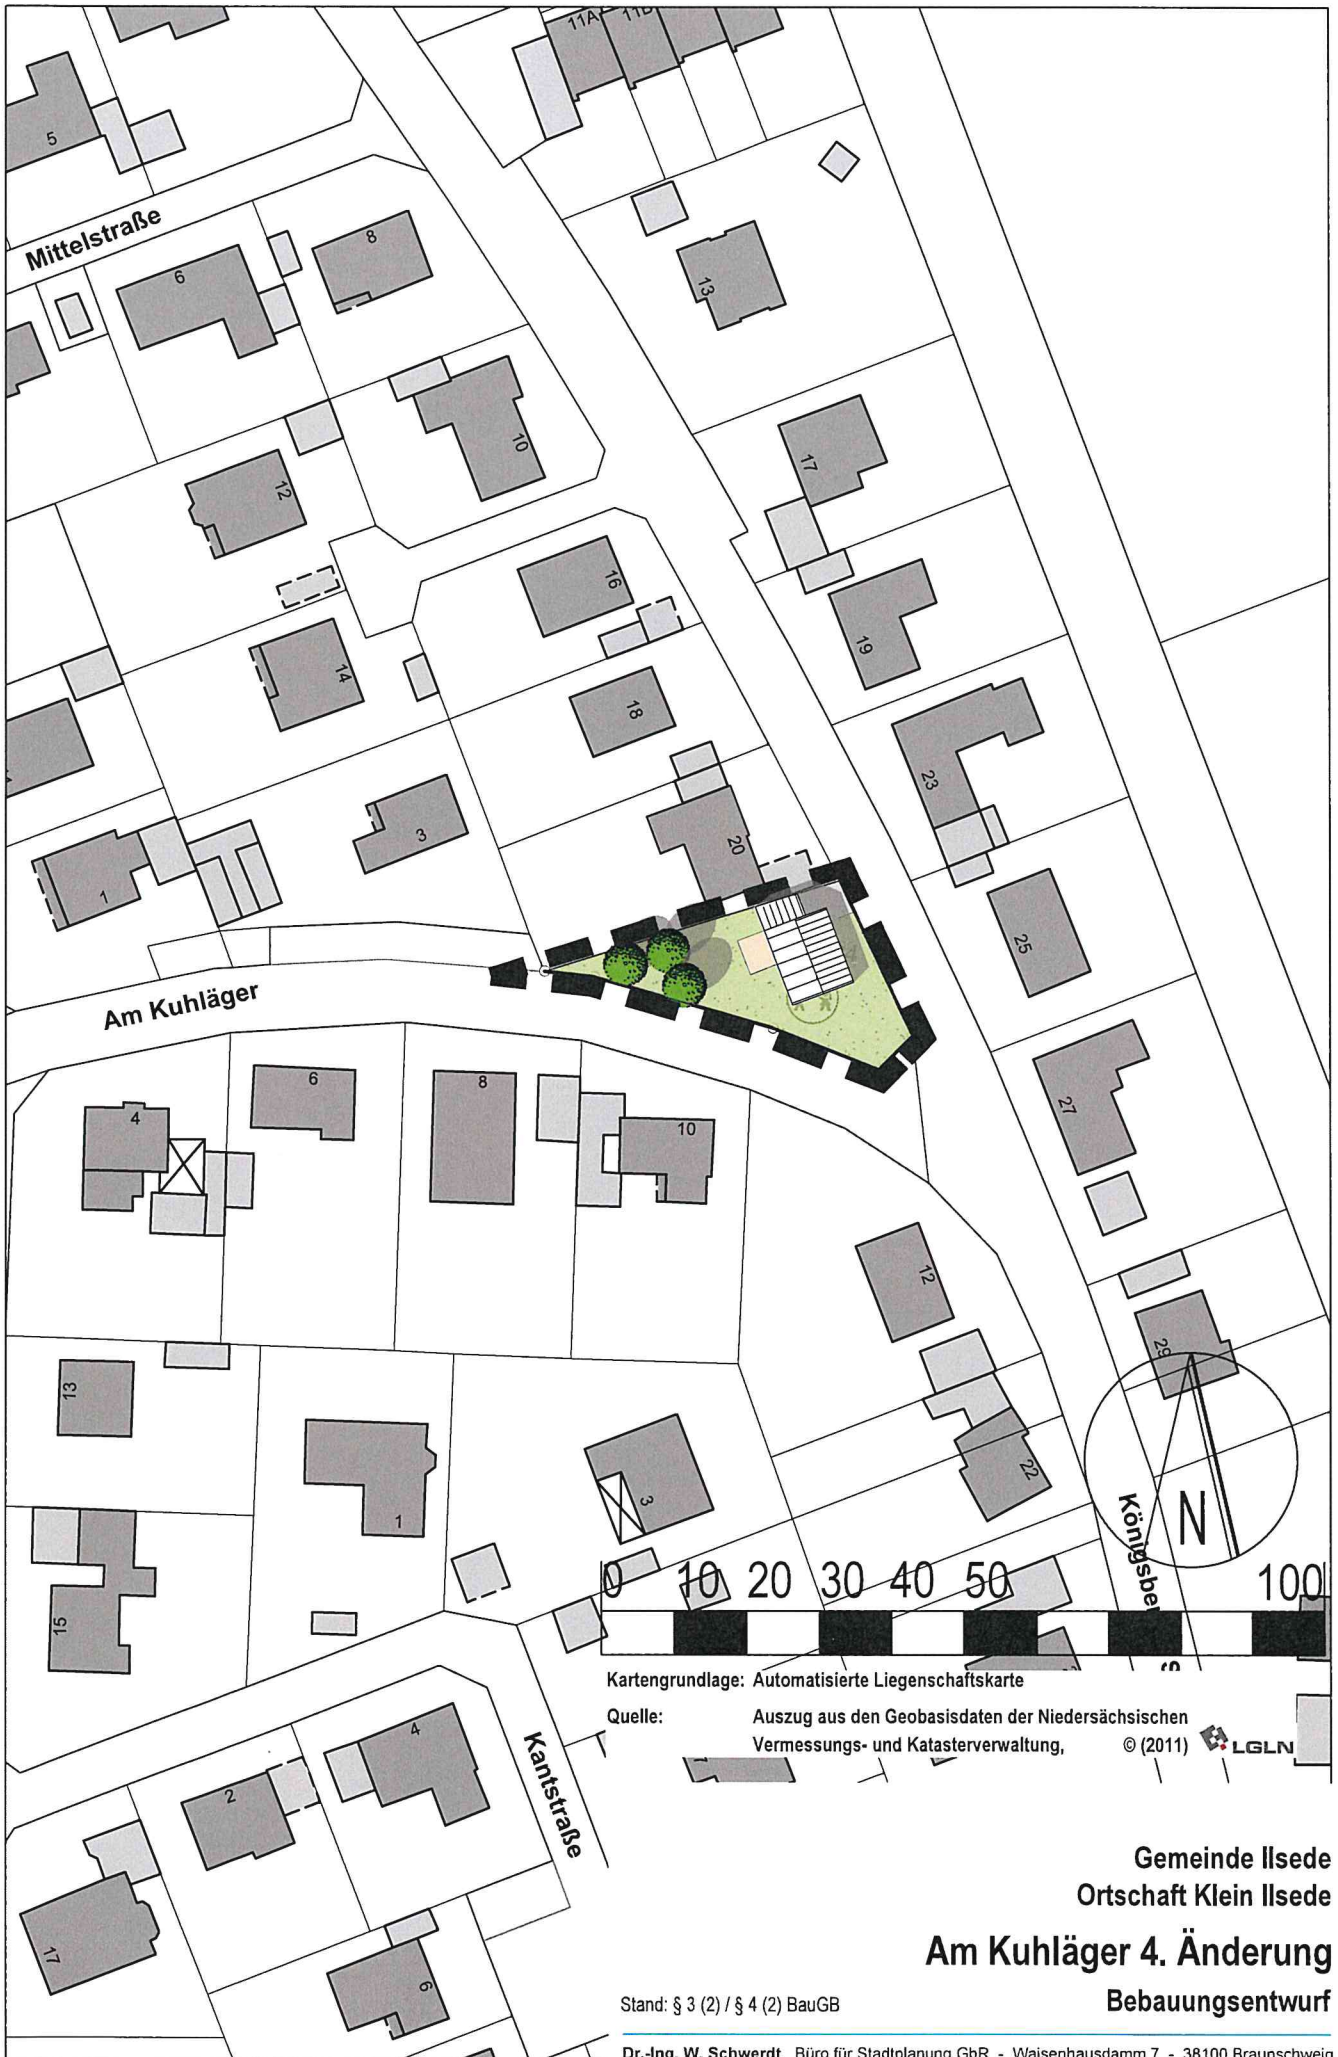 11A
11B
5
Mittelstraße
6
8
13
10
17
12
16
19
14
18
23
3
20
1
25
Am Kuhläger
27
4
6
8
10
12
29
13
1
3
22
15
N
Königsber
0 10 20 30 40 50 100
Kartengrundlage: Automatisierte Liegenschaftskarte
Quelle: Auszug aus den Geobasisdaten der Niedersächsischen
Vermessungs- und Katasterverwaltung, © (2011) LGLN
4
2
Kantstraße
17
6
Gemeinde Ilsede
Ortschaft Klein Ilsede
Am Kuhläger 4. Änderung
Stand: § 3 (2) / § 4 (2) BauGB
Bebauungsentwurf
Dr.-Ing. W. Schwerdt Büro für Stadtplanung GbR - Waisenhausdamm 7 - 38100 Braunschweig